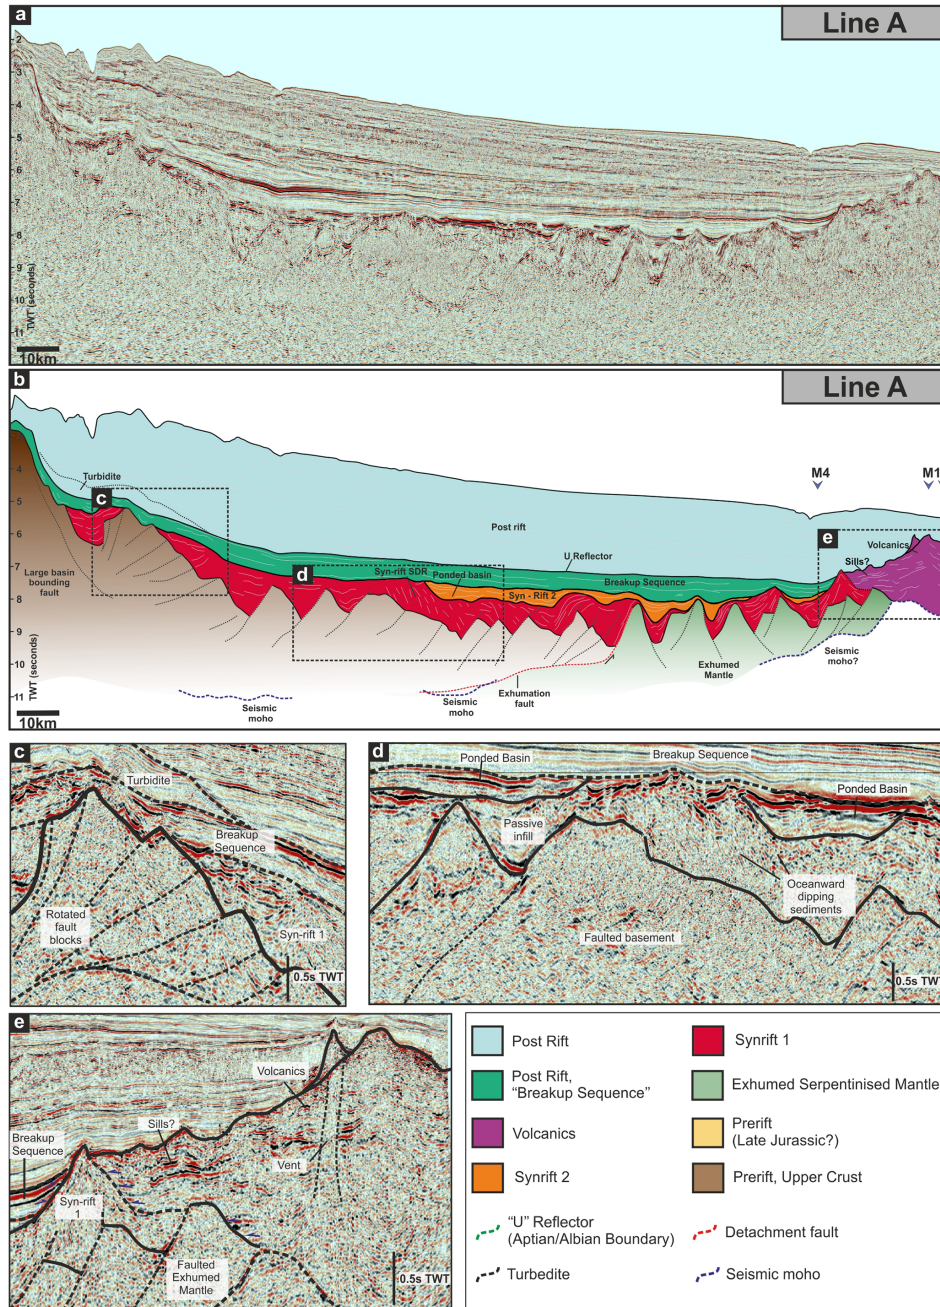 a
Line A
2
3
4
5
6
7
8
9
10
11
TWT (seconds)
10km
b
Line A
M4
M1
4
5
6
7
8
9
10
11
TWT (seconds)
10km
Turbidite
c
Post rift
e
Volcanics
Sills?
U Reflector
d
Syn-rift SDR
Ponded basin
Breakup Sequence
Syn - Rift 2
Large basin
bounding
fault
Exhumed
Mantle
Seismic
moho?
Exhumation
fault
Seismic
moho
Seismic
moho
c
Turbidite
Breakup
Sequence
Rotated
fault
blocks
Syn-rift 1
0.5s TWT
d
Ponded Basin
Breakup Sequence
Ponded Basin
Passive
infill
Oceanward
dipping
sediments
Faulted basement
0.5s TWT
e
Volcanics
Sills?
Breakup
Sequence
Vent
Syn-rift
1
Faulted
Exhumed
Mantle
0.5s TWT
Post Rift
Synrift 1
Post Rift,
“Breakup Sequence”
Exhumed Serpentinised Mantle
Volcanics
Prerift
(Late Jurassic?)
Synrift 2
Prerift, Upper Crust
“U” Reflector
(Aptian/Albian Boundary)
Detachment fault
Turbedite
Seismic moho